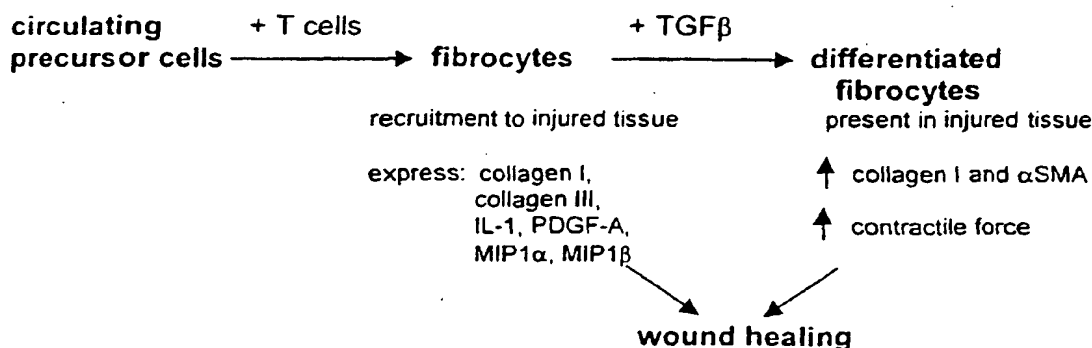 circulating + T cells + TGFβ
precursor cells fibrocytes differentiated
fibrocytes
recruitment to injured tissue present in injured tissue
express: collagen I, collagen I and αSMA
collagen III,
IL-1, PDGF-A, contractile force
MIP1α, MIP1β
wound healing